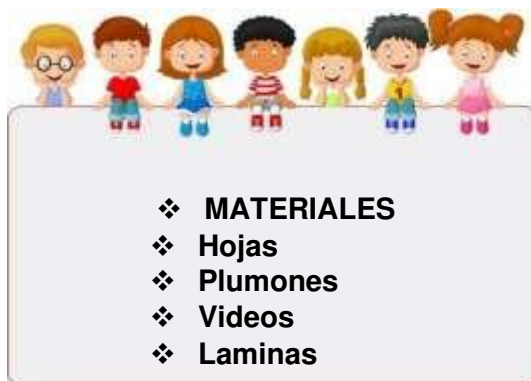 ❖ MATERIALES
❖ Hojas
❖ Plumones
❖ Videos
❖ Laminas